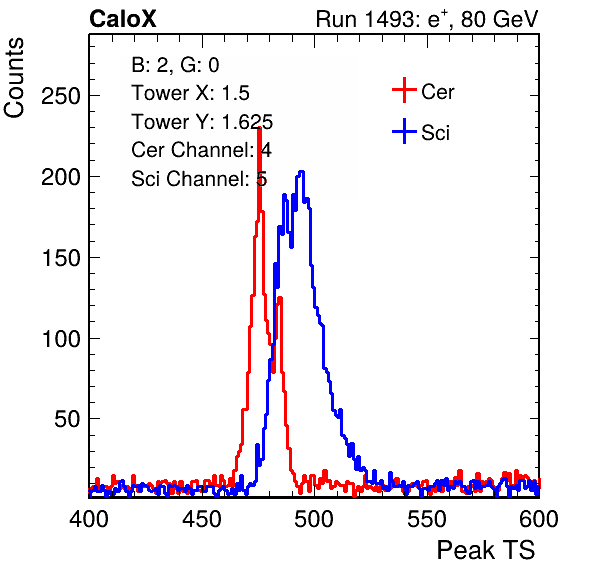 CaloX Run 1493: e+, 80 GeV
Counts
B: 2, G: 0
Tower X: 1.5
Tower Y: 1.625
Cer Channel: 4
Sci Channel: 5
Cer
Sci
250
200
150
100
50
400 450 500 550 600
Peak TS